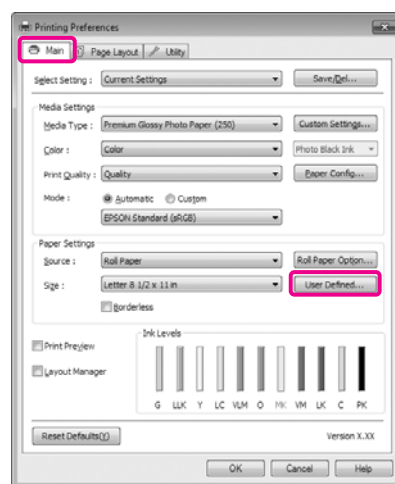 Printing Preferences
Main Page Layout Utility
Select Setting : Current Settings Save/Del...
Media Settings
Media Type : Premium Glossy Photo Paper (250) Custom Settings...
Color : Color Photo Black Ink
Print Quality : Quality Paper Config...
Mode : Automatic Custom
EPSON Standard (sRGB)
Paper Settings
Source : Roll Paper Roll Paper Option...
Size : Letter 8 1/2 x 11 in User Defined...
Borderless
Ink Levels
Print Preview
Layout Manager
G LLK Y LC VLM O MK VM LK C PK
Reset Defaults(Y) Version X.XX
OK Cancel Help